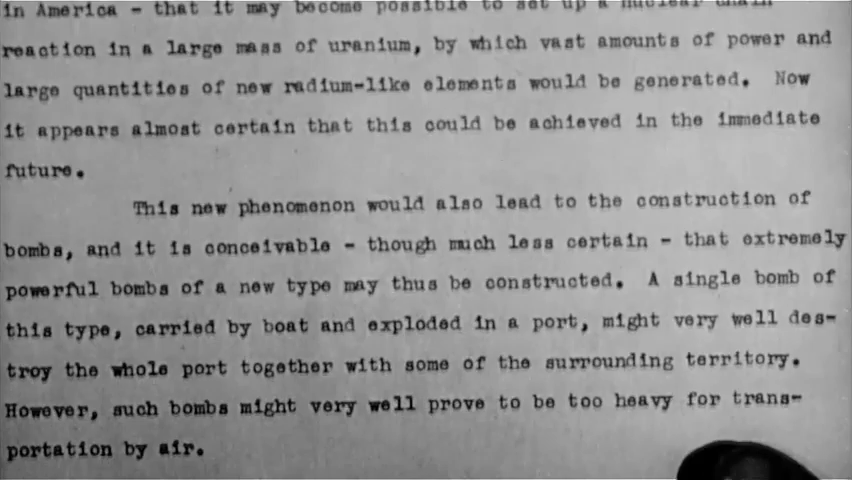 in America - that it may become possible to set up a nuclear chain
reaction in a large mass of uranium, by which vast amounts of power and
large quantities of new radium-like elements would be generated. Now
it appears almost certain that this could be achieved in the immediate
future.
This new phenomenon would also lead to the construction of
bombs, and it is conceivable - though much less certain - that extremely
powerful bombs of a new type may thus be constructed. A single bomb of
this type, carried by boat and exploded in a port, might very well des-
troy the whole port together with some of the surrounding territory.
However, such bombs might very well prove to be too heavy for trans-
portation by air.